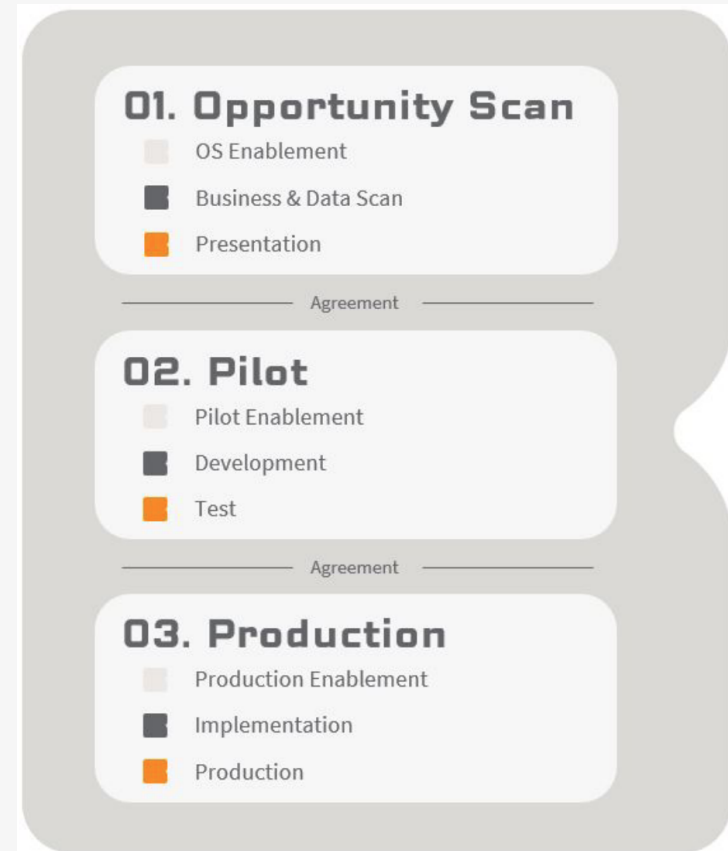 01. Opportunity Scan
OS Enablement
Business & Data Scan
Presentation
Agreement
02. Pilot
Pilot Enablement
Development
Test
Agreement
03. Production
Production Enablement
Implementation
Production